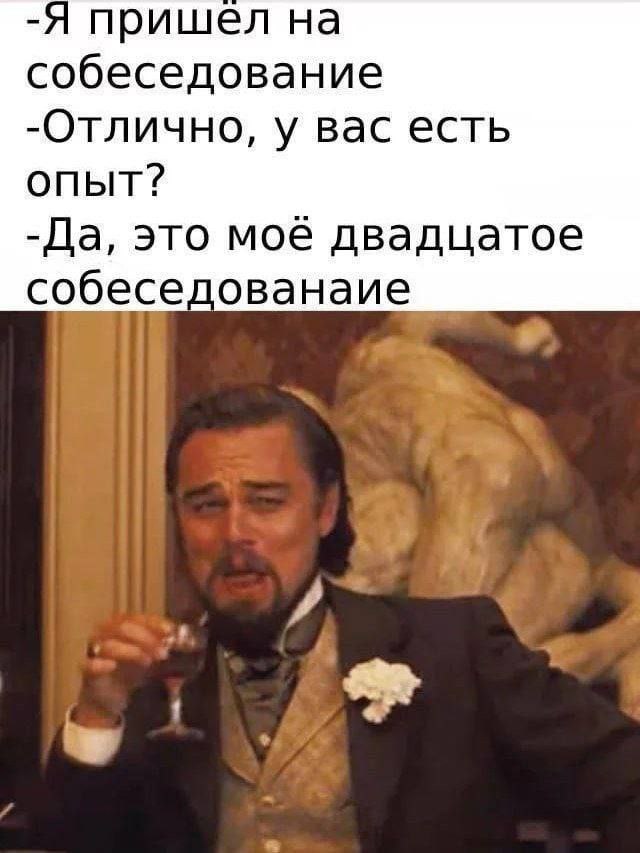 -Я пришёл на
собеседование
-Отлично, у вас есть
опыт?
-Да, это моё двадцатое
собеседованаие